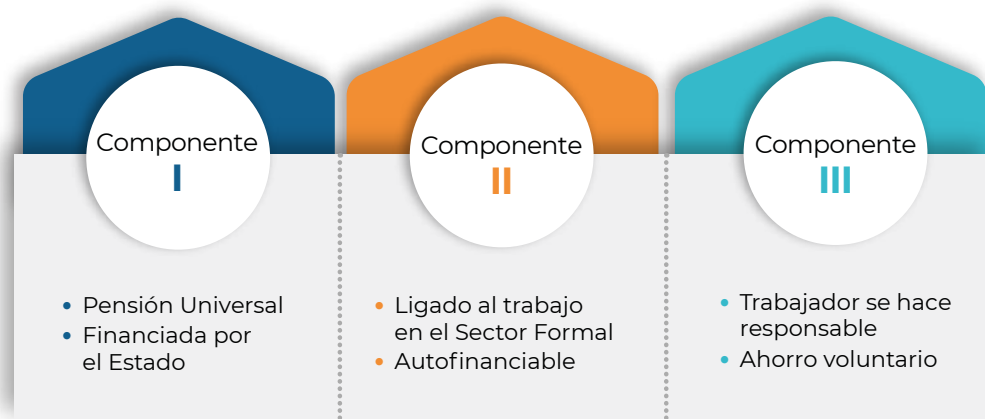 Componente
I
• Pensión Universal
• Financiada por
el Estado
Componente
II
• Ligado al trabajo
en el Sector Formal
• Autofinanciable
Componente
III
• Trabajador se hace
responsable
• Ahorro voluntario